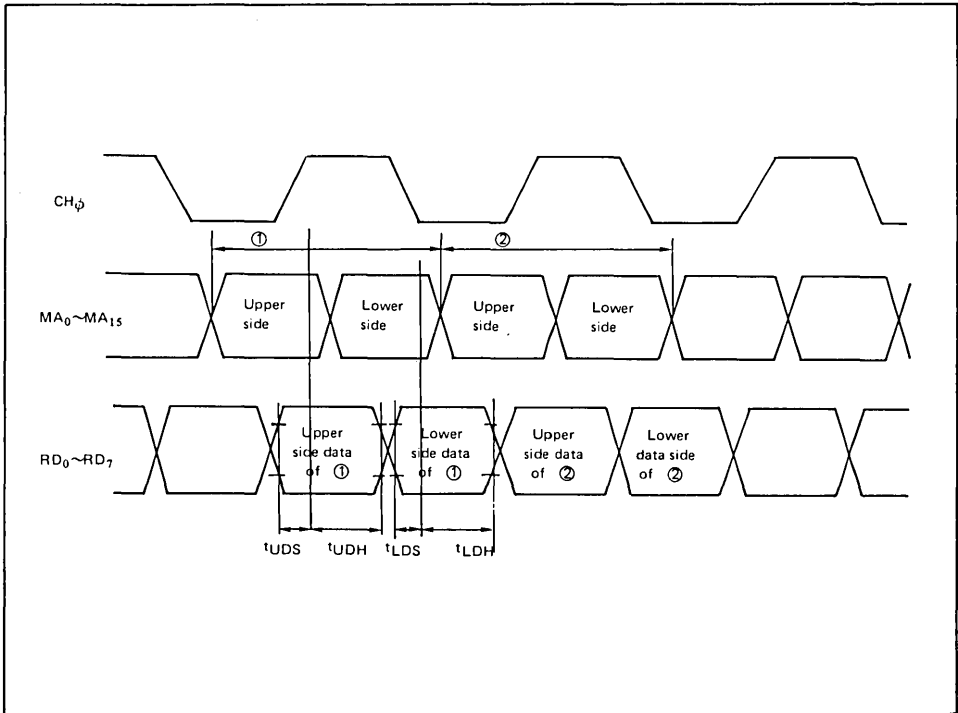 CHφ
① ②
MA₀~MA₁₅
Upper side
Lower side
Upper side
Lower side
RD₀~RD₇
Upper side data of ①
Lower side data of ①
Upper side data of ②
Lower data side of ②
tUDS tUDH tLDS tLDH